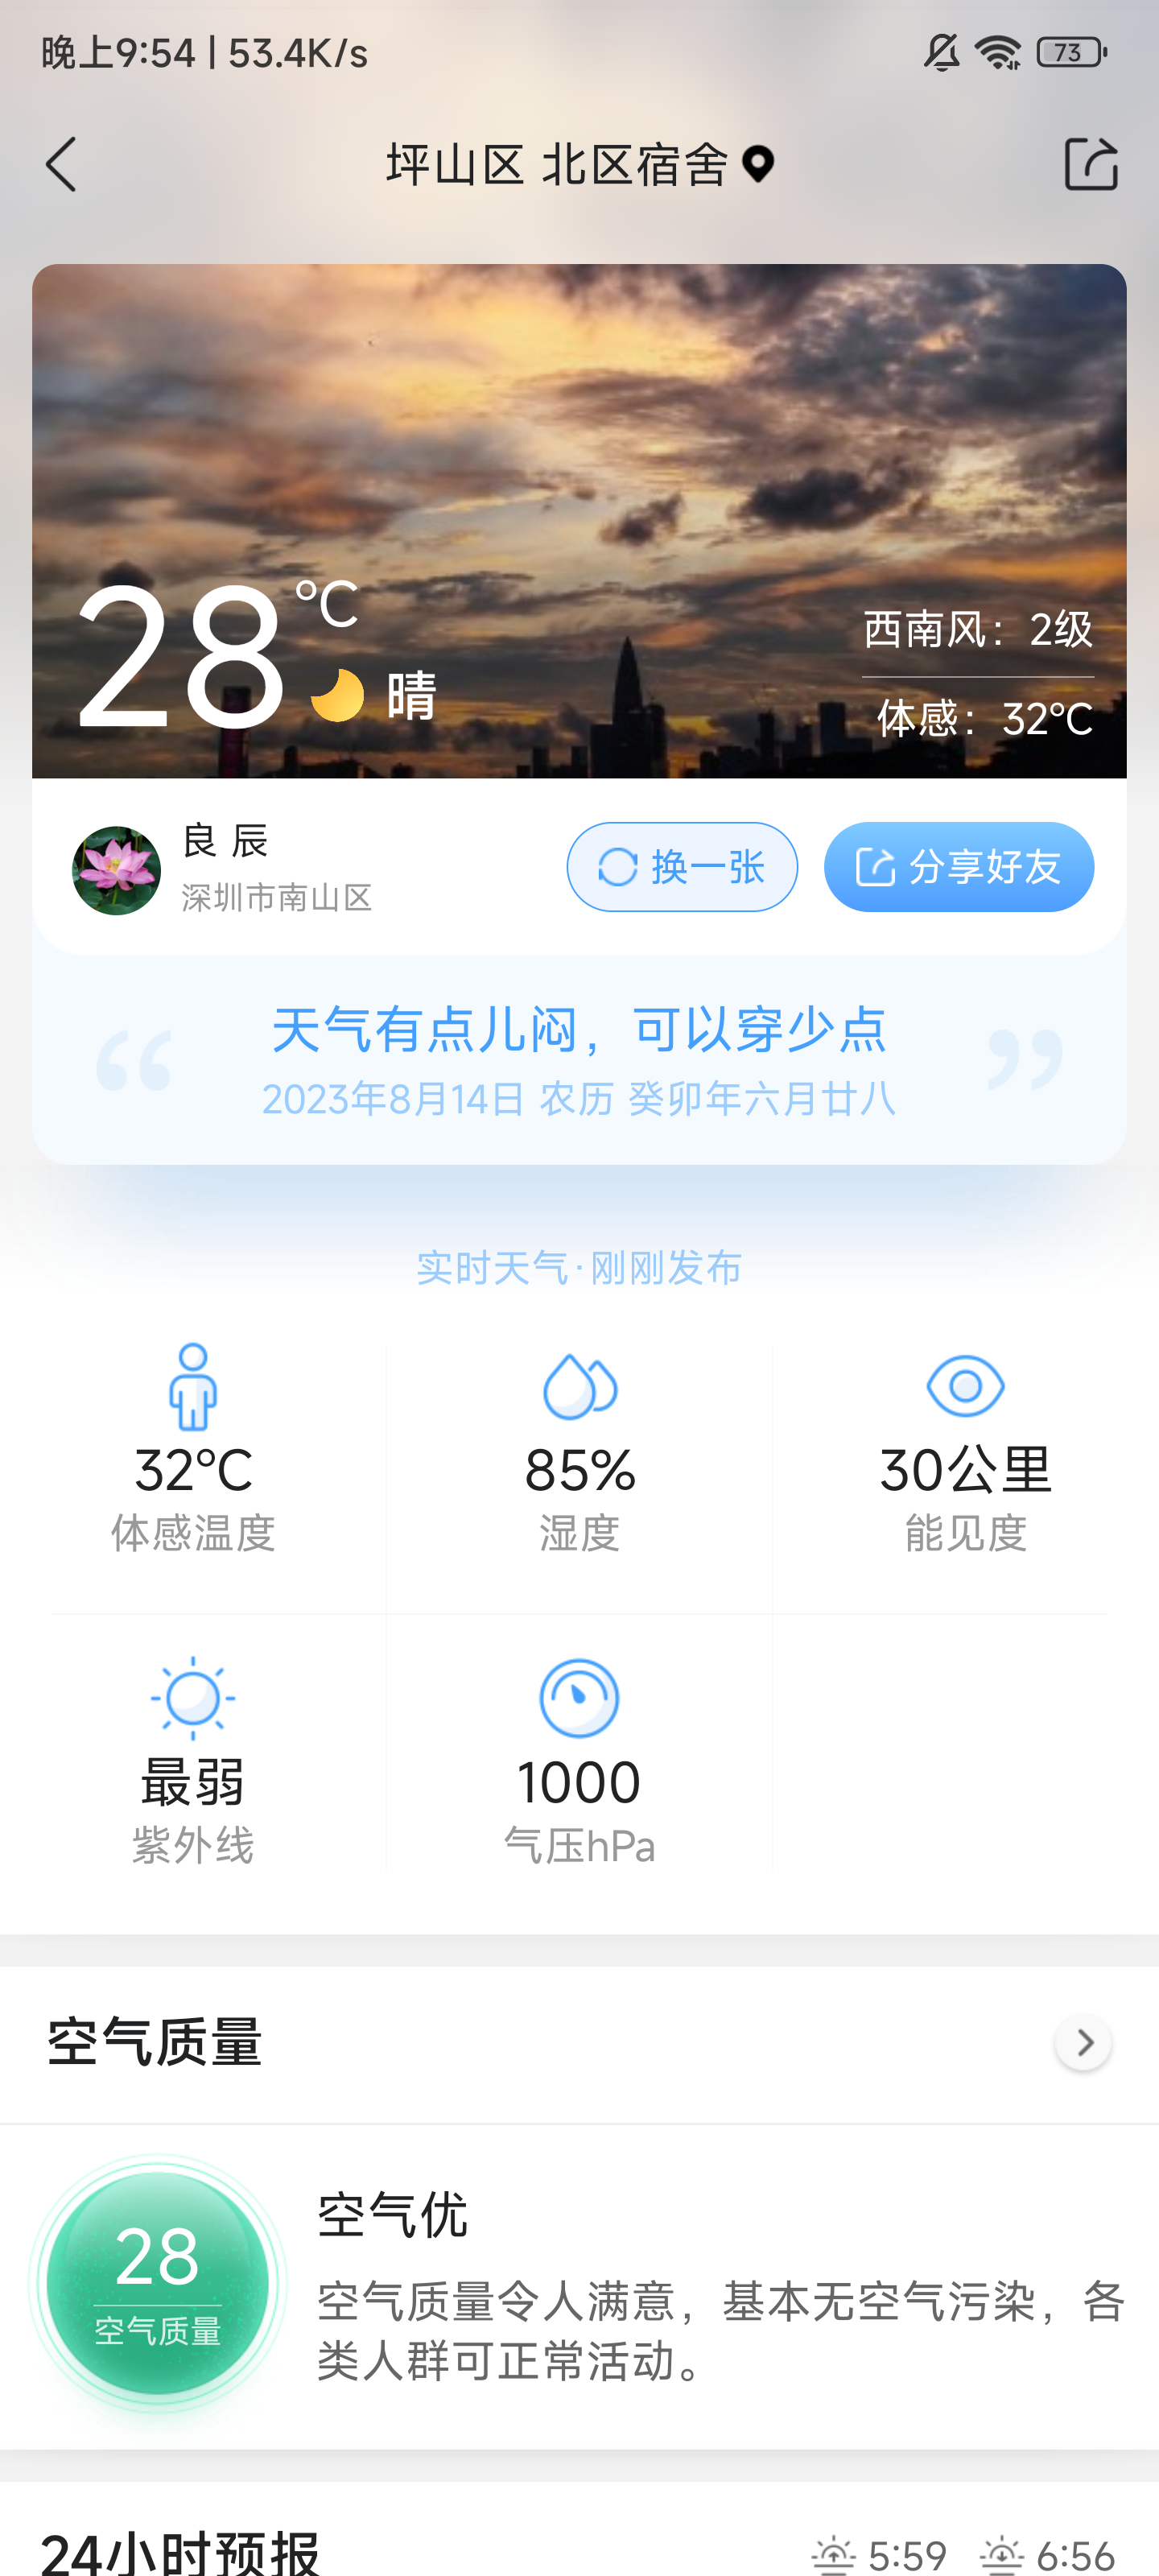 晚上9:54 | 53.4K/s
73
坪山区 北区宿舍
28℃
晴
西南风：2级
体感：32℃
良 辰
深圳市南山区
换一张
分享好友
“天气有点儿闷，可以穿少点”
2023年8月14日 农历 癸卯年六月廿八
实时天气·刚刚发布
32℃
体感温度
85%
湿度
30公里
能见度
最弱
紫外线
1000
气压hPa
空气质量
28
空气质量
空气优
空气质量令人满意，基本无空气污染，各
类人群可正常活动。
24小时预报
5:59
6:56